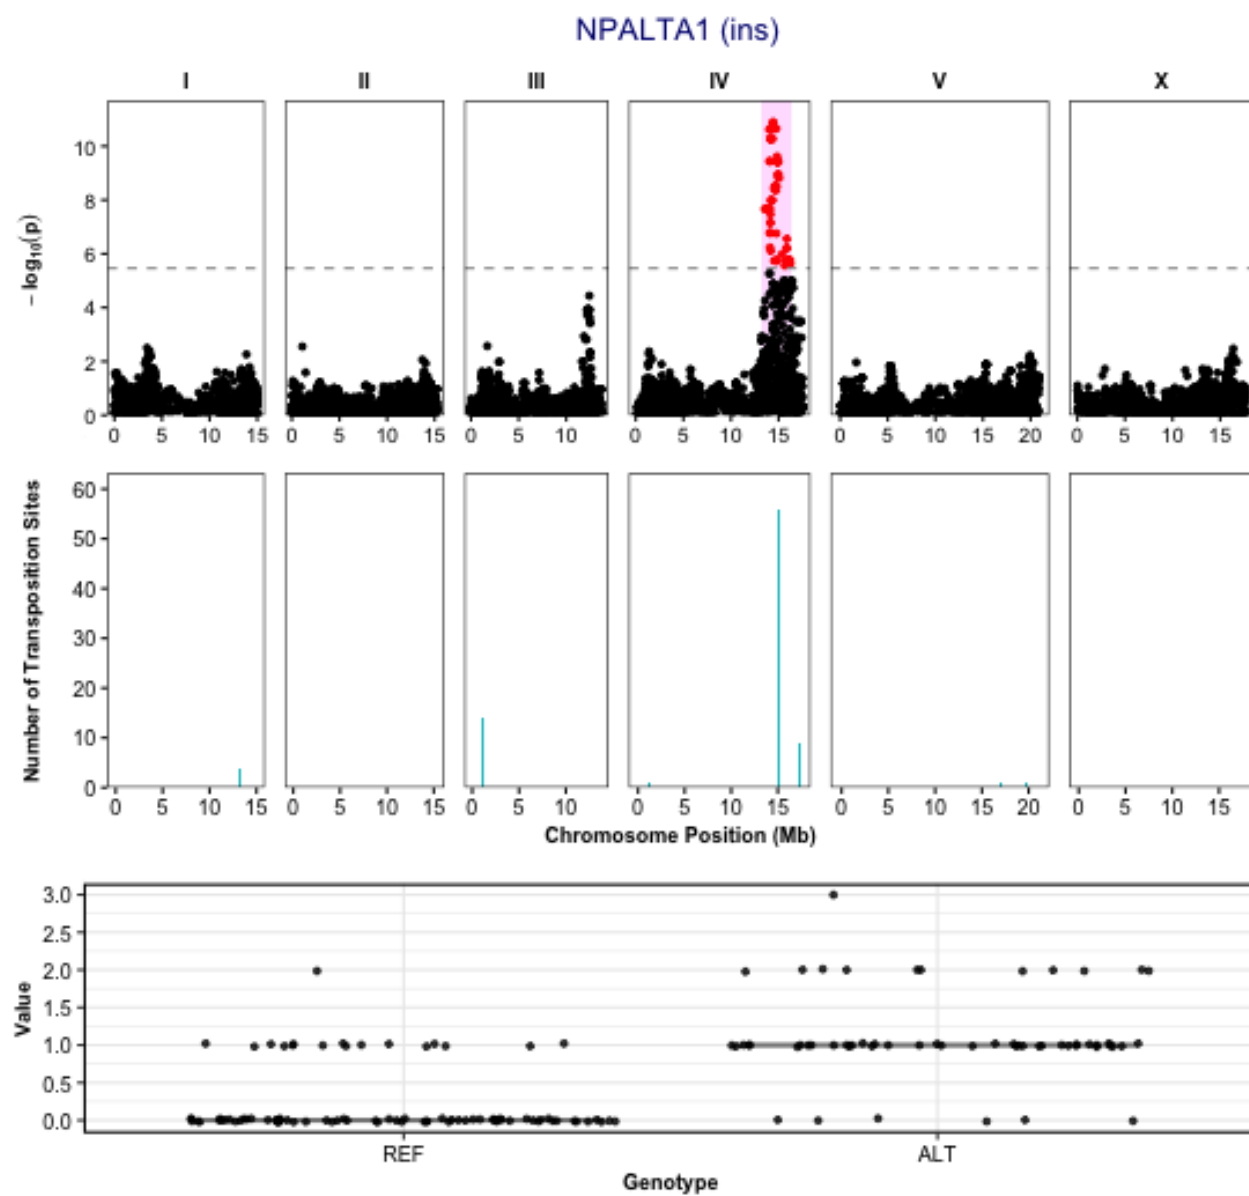 NPALTA1 (ins)
I II III IV V X
10
8
6
4
2
0
− log10(p)
0 5 10 15 0 5 10 15 0 5 10 0 5 10 15 0 5 10 15 20 0 5 10 15
60
50
40
30
20
10
0
Number of Transposition Sites
0 5 10 15 0 5 10 15 0 5 10 0 5 10 15 0 5 10 15 20 0 5 10 15
Chromosome Position (Mb)
3.0
2.5
2.0
1.5
1.0
0.5
0.0
Value
REF ALT
Genotype